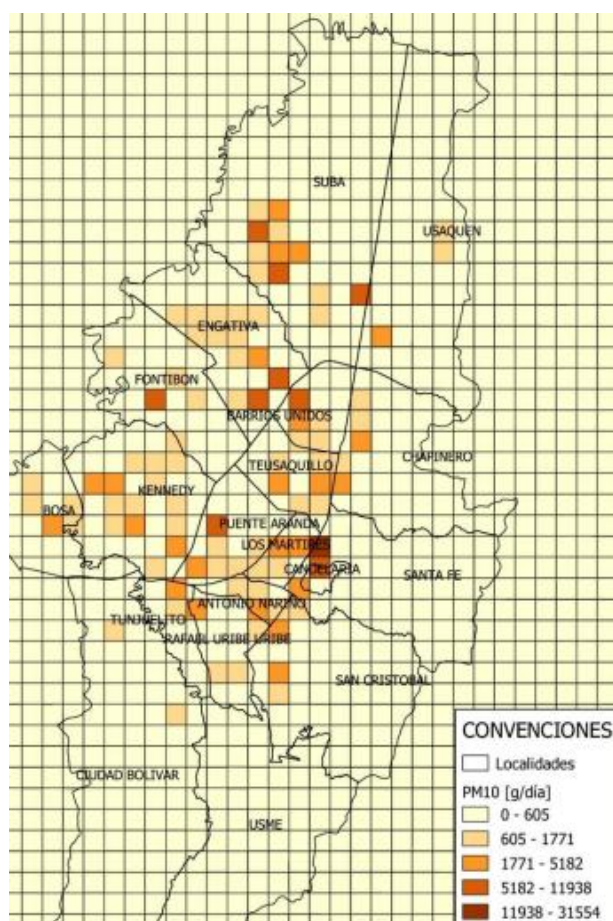 SUBA
USAQUEN
ENGATIVA
FONTIBON
BARRIOS UNIDOS
CHAPINERO
TEUSAQUILLO
KENNEDY
BOSA
PUENTE ARANDA
LOS MARTIRES
CANDELARIA
SANTA FE
ANTONIO NARIÑO
TUNJUELITO
RAFAEL URIBE URIBE
SAN CRISTOBAL
CIUDAD BOLIVAR
USME
CONVENCIONES
Localidades
PM10 [g/día]
0 - 605
605 - 1771
1771 - 5182
5182 - 11938
11938 - 31554